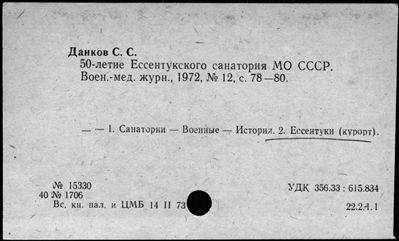 Данков С. С.
50-летие Ессентукского санатория МО СССР.
Воен.-мед. журн., 1972, № 12, с. 78—80.
— — 1. Санатории — Военные — История. 2. Ессентуки (курорт).
№ 15330
УДК 356.33 : 615.834
40 № 1706
Вс. кн. пал. и ЦМБ 14 II 73
22.2.1.1